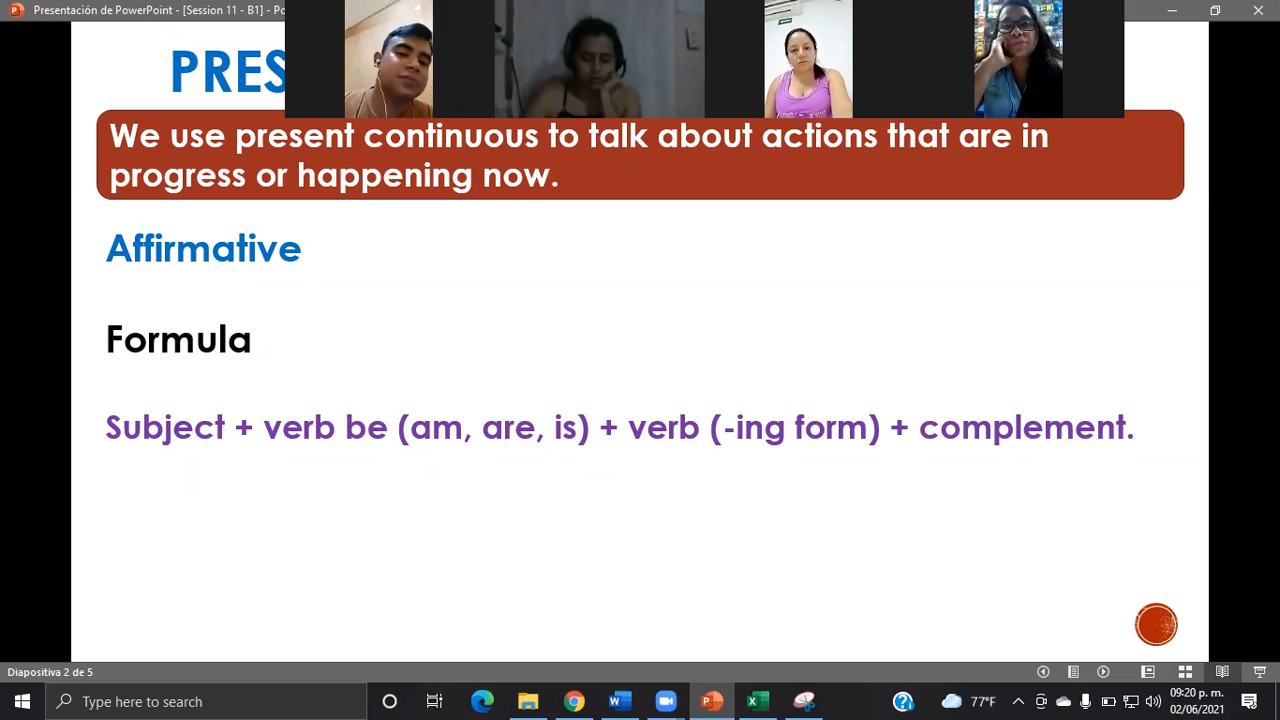 Presentación de PowerPoint - [Session 11 - B1] - Po
PRES
We use present continuous to talk about actions that are in
progress or happening now.
Affirmative
Formula
Subject + verb be (am, are, is) + verb (-ing form) + complement.
Diapositiva 2 de 5
Type here to search
77°F
09:20 p. m.
02/06/2021